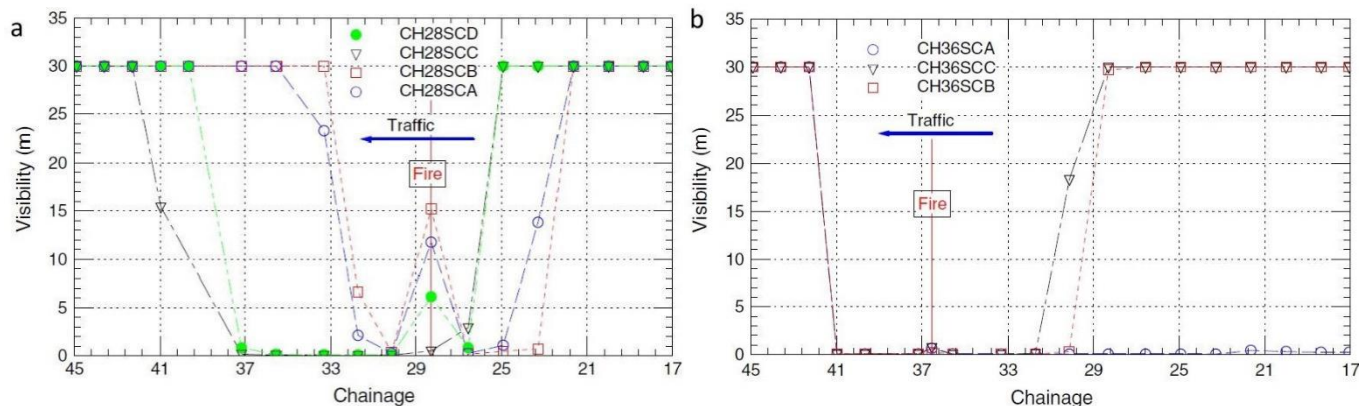 a
35
30
25
20
15
10
5
0
Visibility (m)
CH28SCD
CH28SCC
CH28SCB
CH28SCA
Traffic
Fire
45 41 37 33 29 25 21 17
Chainage
b
35
30
25
20
15
10
5
0
Visibility (m)
CH36SCA
CH36SCC
CH36SCB
Traffic
Fire
45 41 37 33 29 25 21 17
Chainage